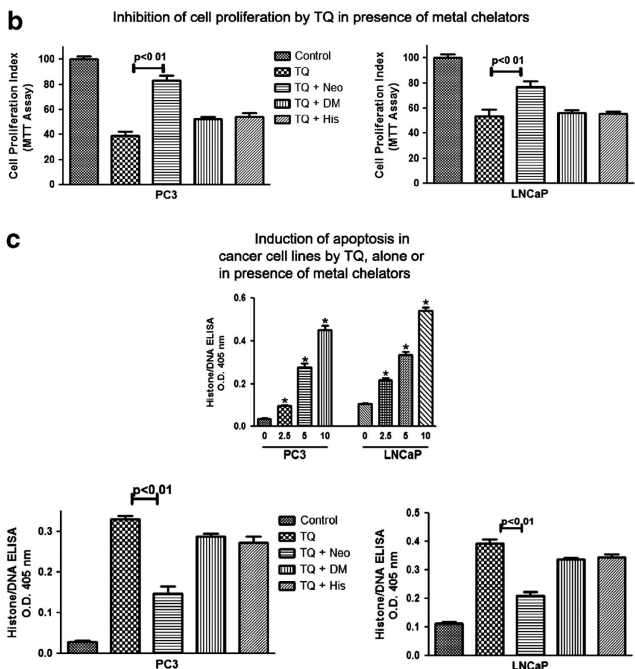 b
Inhibition of cell proliferation by TQ in presence of metal chelators
Cell Proliferation Index
(MTT Assay)
100
80
60
40
20
0
p<0 01
PC3
Control
TQ
TQ + Neo
TQ + DM
TQ + His
Cell Proliferation Index
(MTT Assay)
100
80
60
40
20
0
p<0 01
LNCaP
c
Induction of apoptosis in
cancer cell lines by TQ, alone or
in presence of metal chelators
Histone/DNA ELISA
O.D. 405 nm
0.6
0.4
0.2
0.0
* * * * * *
0 2.5 5 10 0 2.5 5 10
PC3 LNCaP
Histone/DNA ELISA
O.D. 405 nm
0.3
0.2
0.1
0.0
p<0,01
PC3
Control
TQ
TQ + Neo
TQ + DM
TQ + His
Histone/DNA ELISA
O.D. 405 nm
0.5
0.4
0.3
0.2
0.1
0.0
p<0,01
LNCaP